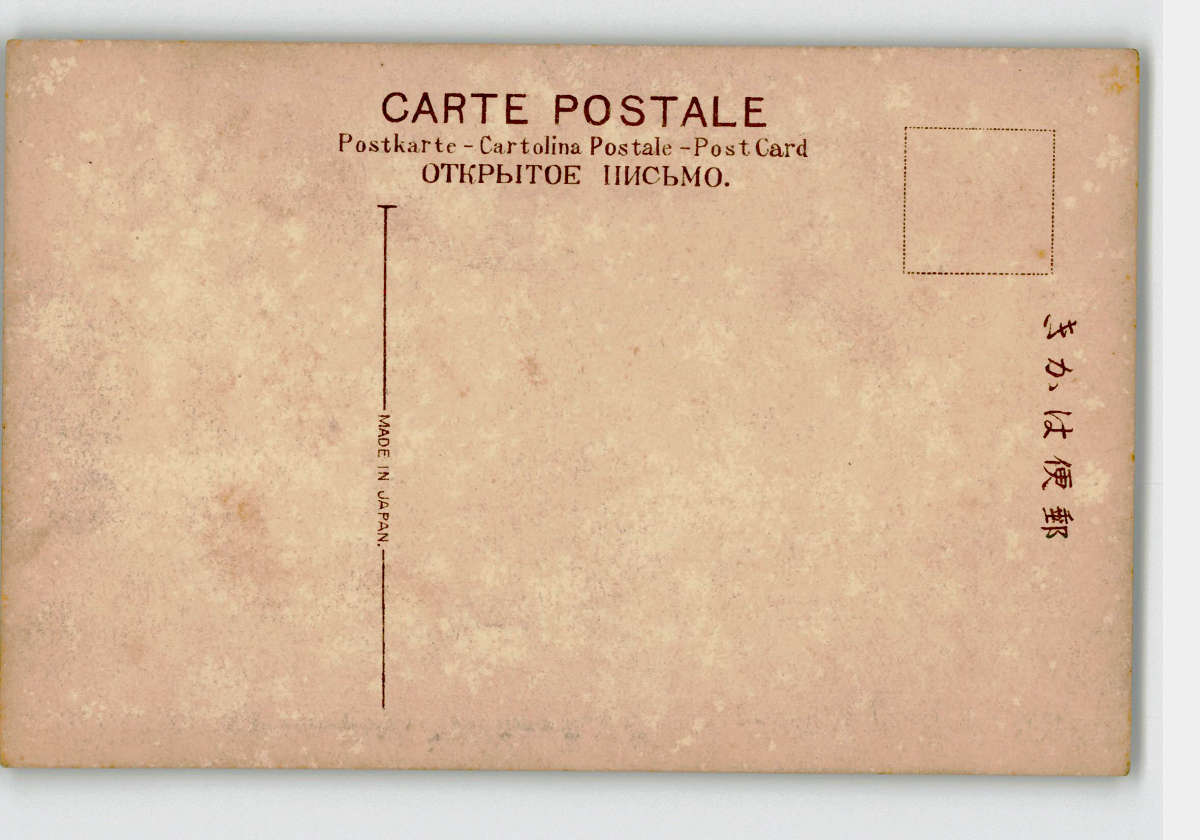 CARTE POSTALE
Postkarte - Cartolina Postale - Post Card
ОТКРЫТОЕ ПИСЬМО.
MADE IN JAPAN.
郵便はかき